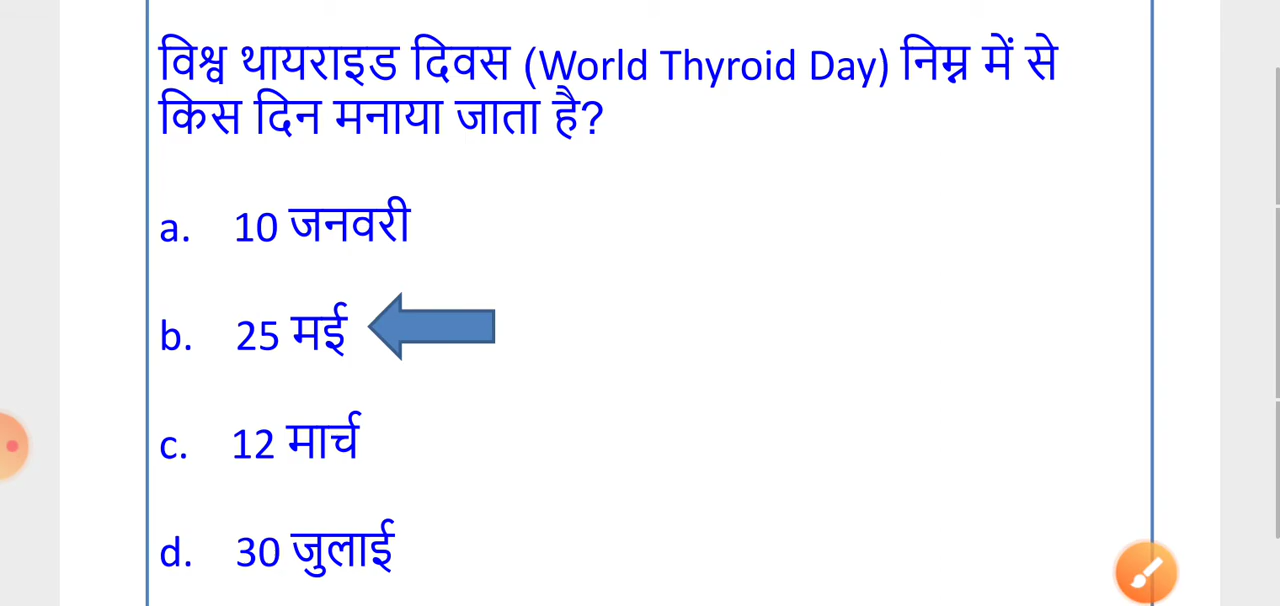 विश्व थायराइड दिवस (World Thyroid Day) निम्न में से
किस दिन मनाया जाता है?
a. 10 जनवरी
b. 25 मई
c. 12 मार्च
d. 30 जुलाई